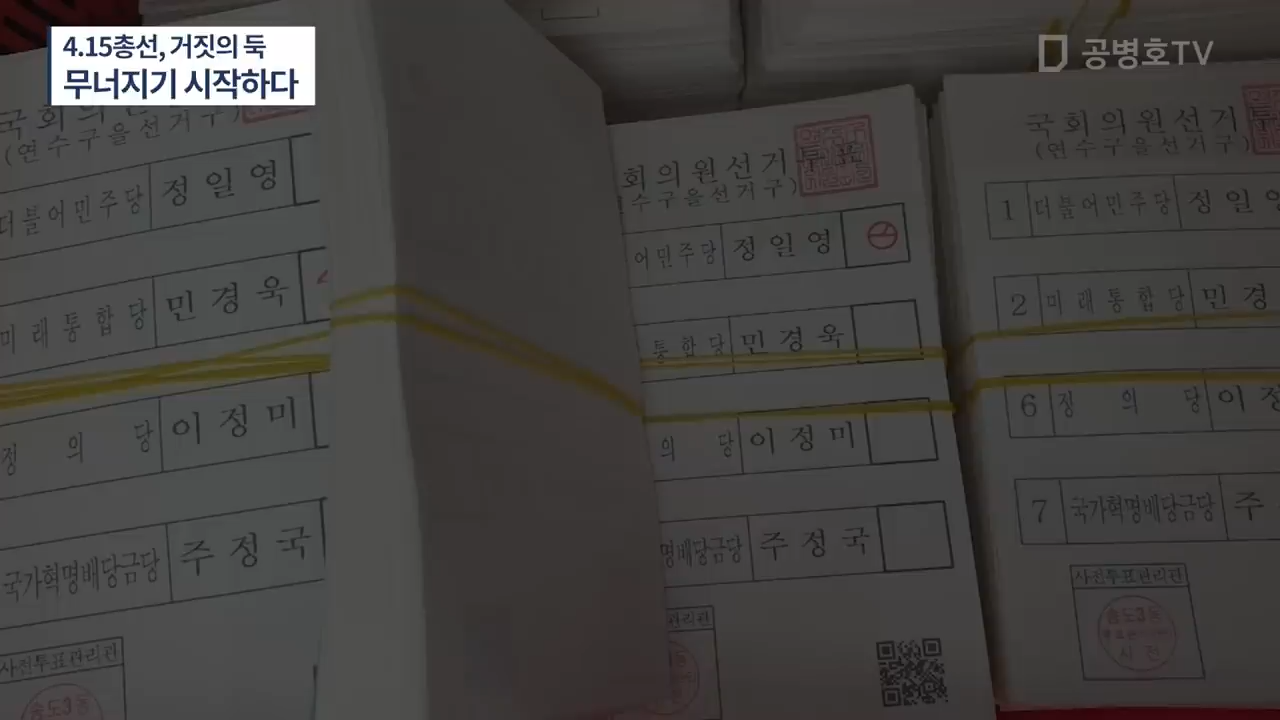 4.15총선, 거짓의 둑
무너지기 시작하다
공병호TV
국회의원선거
(연수구을선거구)
더불어민주당 정일영
미래통합당 민경욱
정의당 이정미
국가혁명배당금당 주정국
사전투표관리관
송도3동
회의원선거 투표
연수구을선거구)
어민주당 정일영
통합당 민경욱
의당 이정미
명배당금당 주정국
관리관
국회의원선거 투
(연수구을선거구)
1 더불어민주당 정일영
2 미래통합당 민경
6 정의당 이정
7 국가혁명배당금당 주
사전투표관리관
송도3동
사전